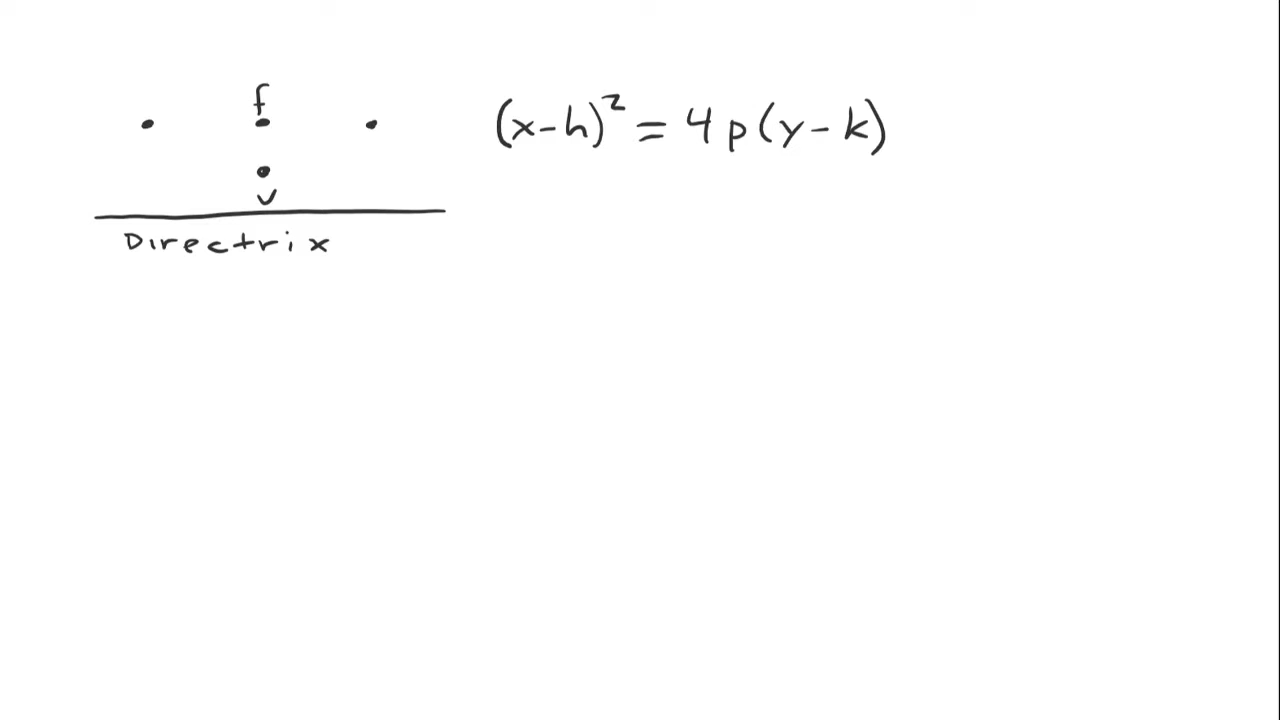 f
(x-h)² = 4p(y-k)
v
Directrix